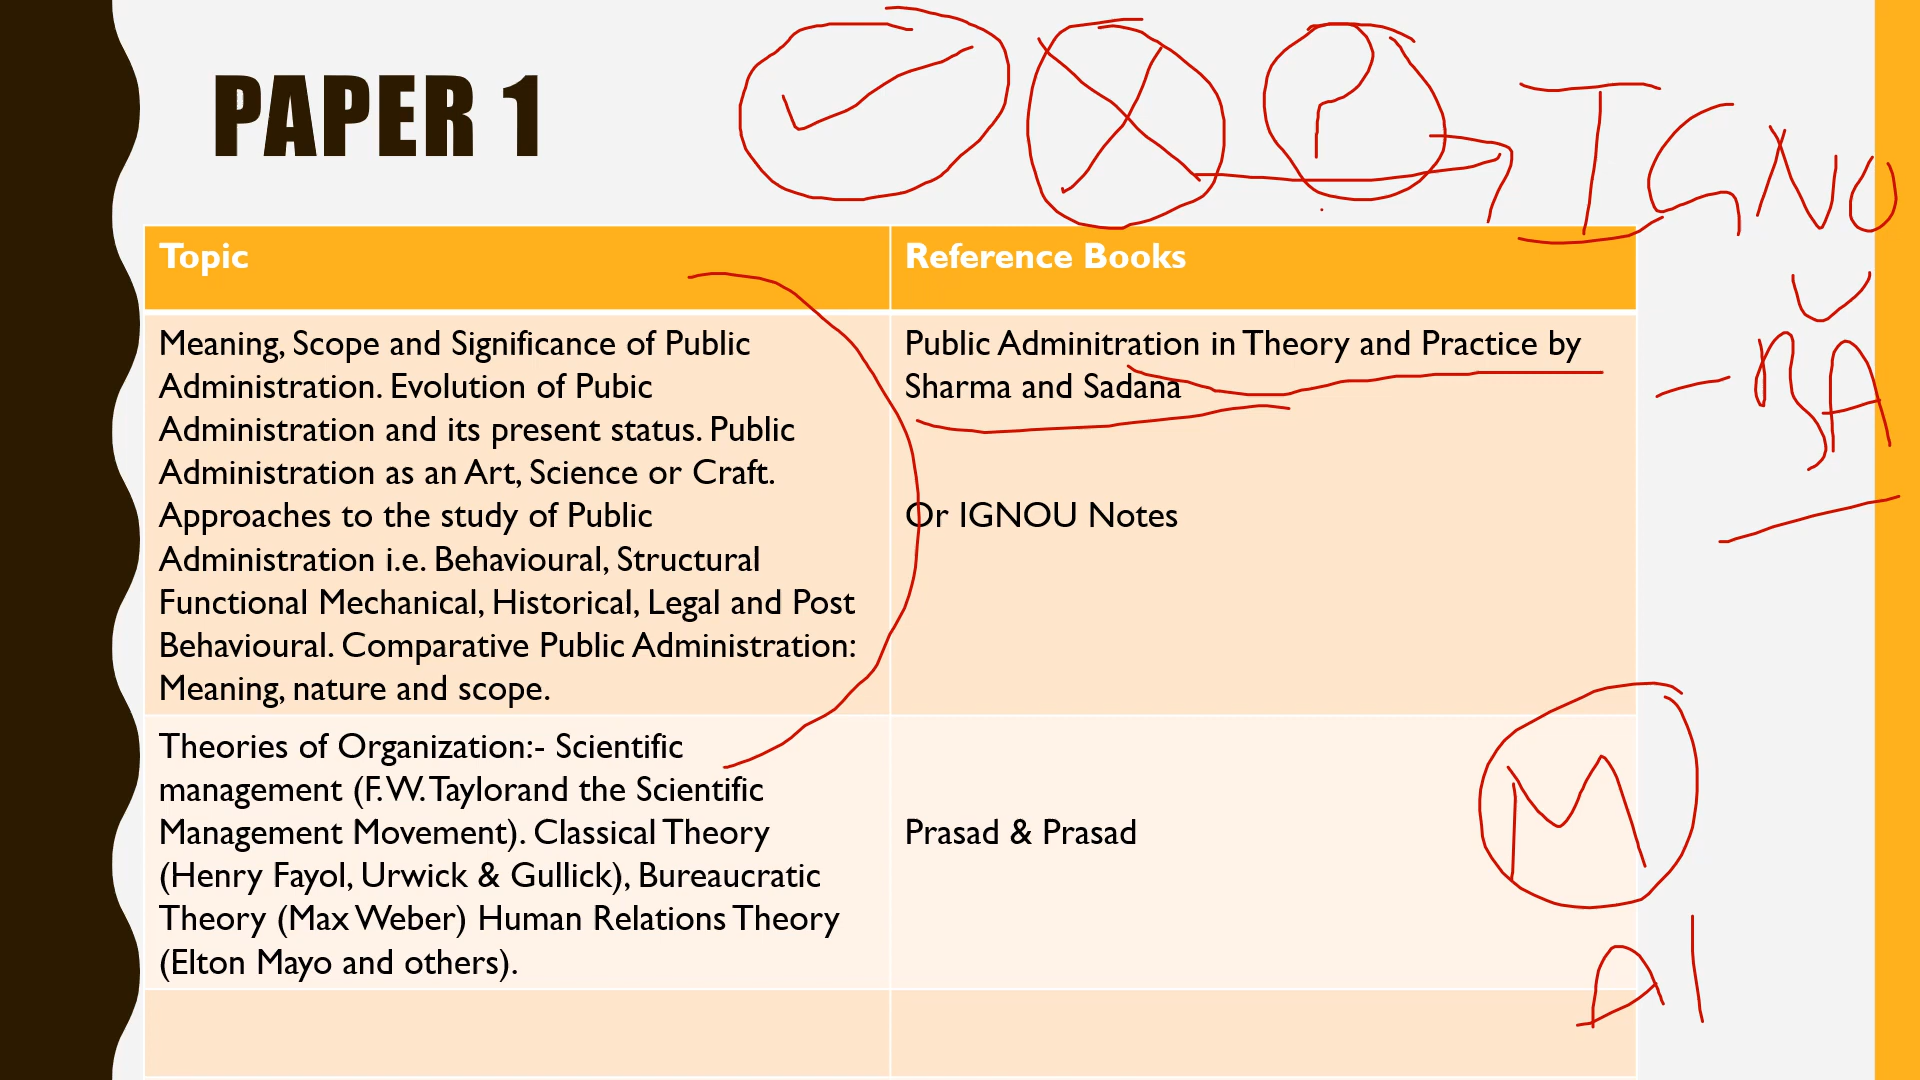 PAPER 1
IGNO
U
- BA
Topic
Reference Books
Meaning, Scope and Significance of Public
Administration. Evolution of Pubic
Administration and its present status. Public
Administration as an Art, Science or Craft.
Approaches to the study of Public
Administration i.e. Behavioural, Structural
Functional Mechanical, Historical, Legal and Post
Behavioural. Comparative Public Administration:
Meaning, nature and scope.
Public Adminitration in Theory and Practice by
Sharma and Sadana
Or IGNOU Notes
Theories of Organization:- Scientific
management (F. W. Taylorand the Scientific
Management Movement). Classical Theory
(Henry Fayol, Urwick & Gullick), Bureaucratic
Theory (Max Weber) Human Relations Theory
(Elton Mayo and others).
Prasad & Prasad
M
A1